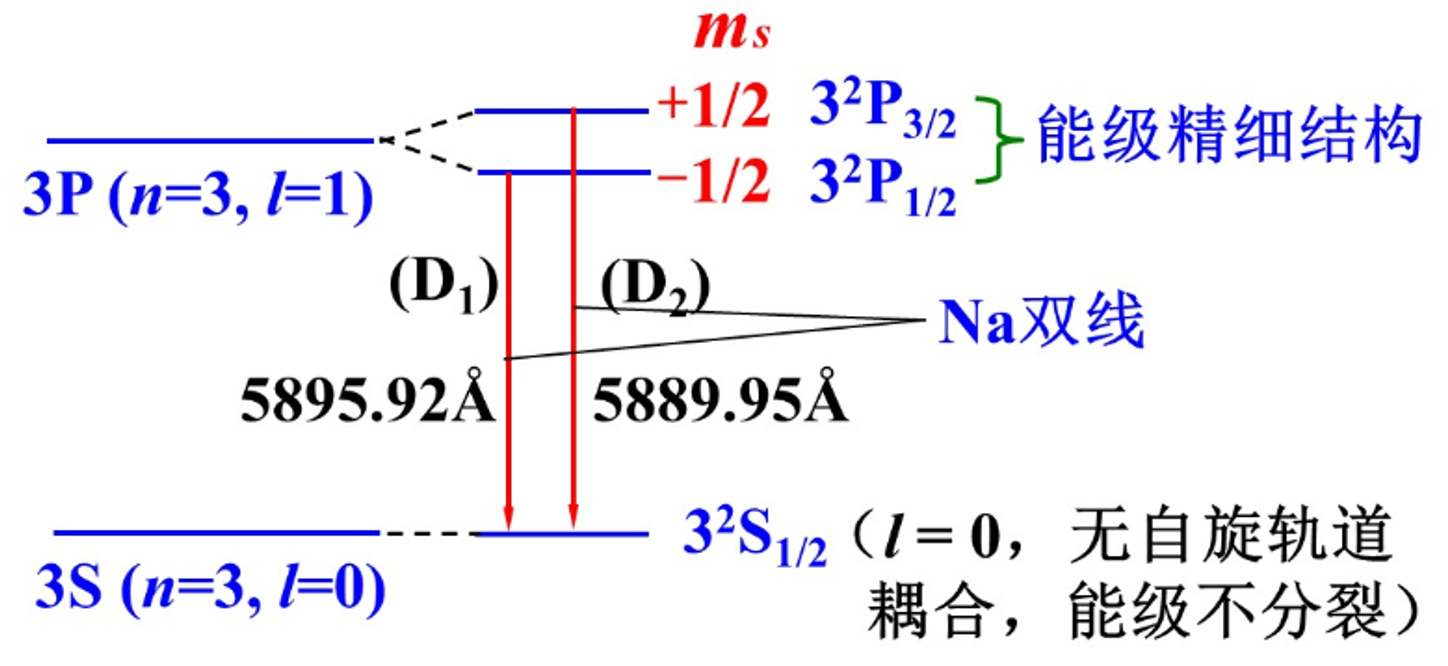 ms
+1/2 3²P₃/₂
能级精细结构
−1/2 3²P₁/₂
3P (n=3, l=1)
(D₁) (D₂)
Na双线
5895.92Å 5889.95Å
3²S₁/₂（l = 0，无自旋轨道
耦合，能级不分裂）
3S (n=3, l=0)